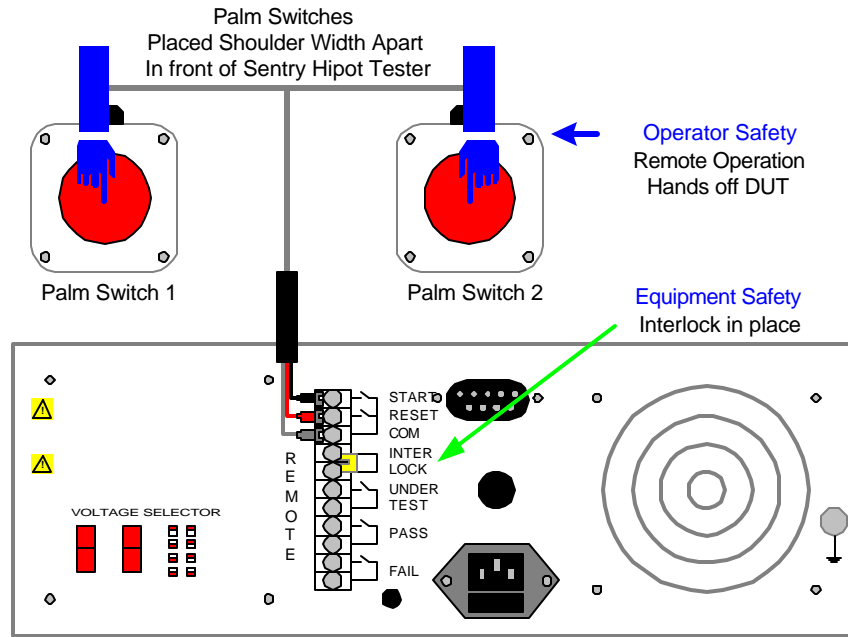 Palm Switches
Placed Shoulder Width Apart
In front of Sentry Hipot Tester
Operator Safety
Remote Operation
Hands off DUT
Palm Switch 1
Palm Switch 2
Equipment Safety
Interlock in place
START
RESET
COM
INTER
LOCK
UNDER
TEST
PASS
FAIL
REMOTE
VOLTAGE SELECTOR